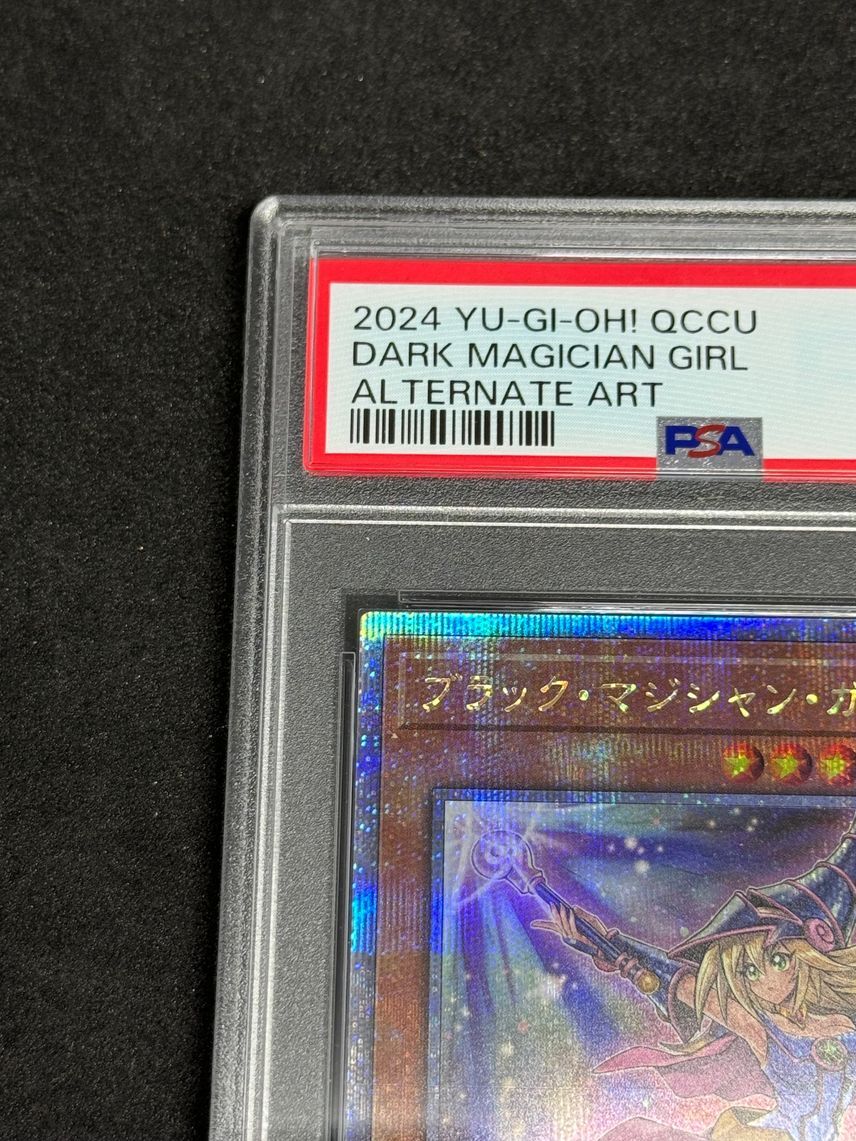 2024 YU-GI-OH! QCCU
DARK MAGICIAN GIRL
ALTERNATE ART
PSA
ブラック・マジシャン・ガ